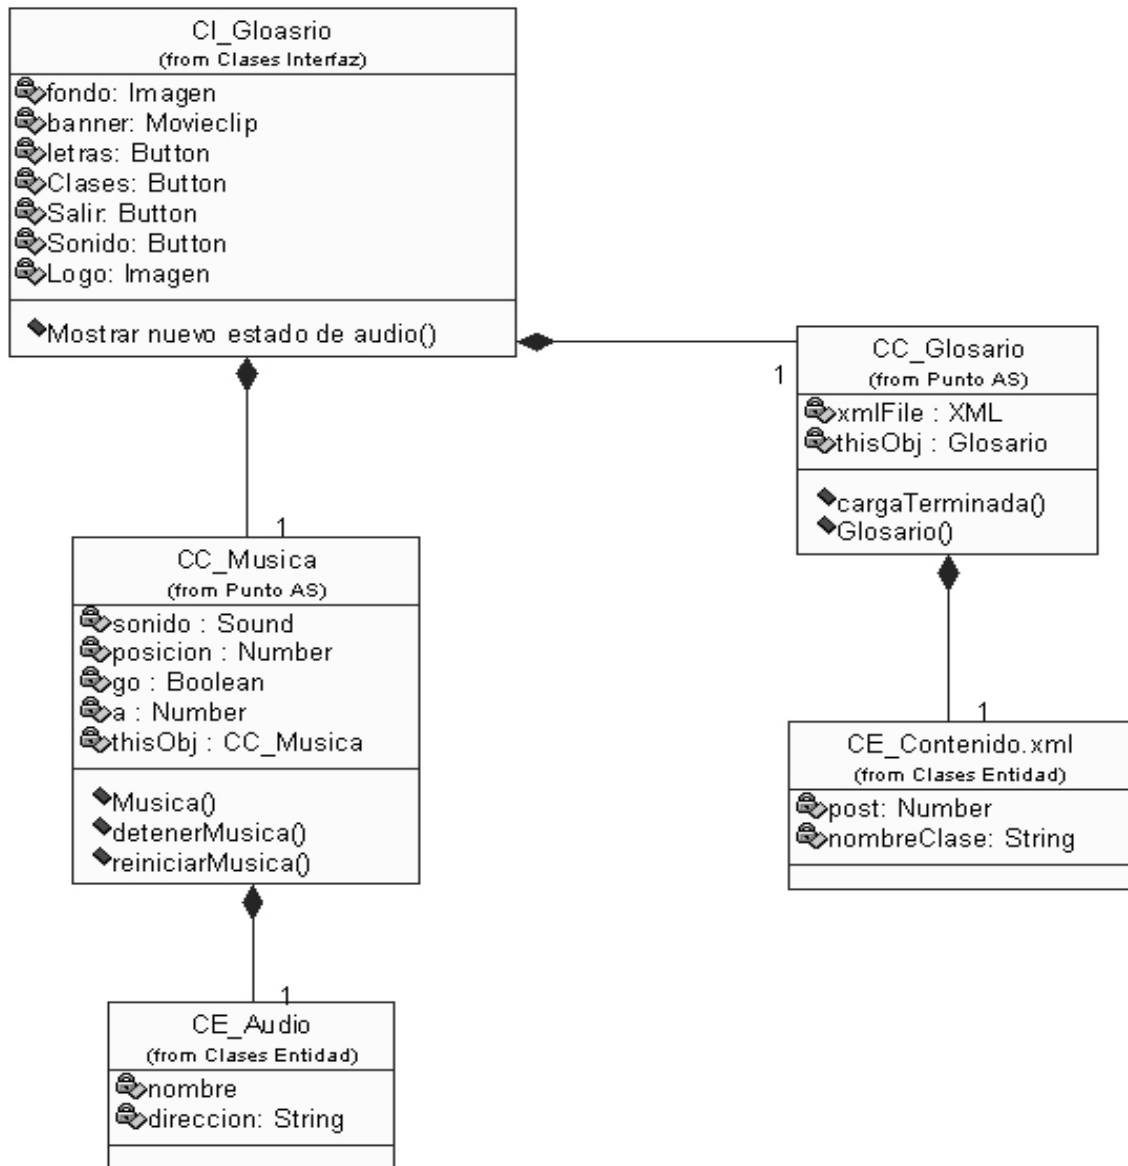 CI_Gloasrio
(from Clases Interfaz)
fondo: Imagen
banner: Movieclip
letras: Button
Clases: Button
Salir: Button
Sonido: Button
Logo: Imagen
Mostrar nuevo estado de audio()
1
CC_Glosario
(from Punto AS)
xmlFile : XML
thisObj : Glosario
cargaTerminada()
Glosario()
1
CC_Musica
(from Punto AS)
sonido : Sound
posicion : Number
go : Boolean
a : Number
thisObj : CC_Musica
Musica()
detenerMusica()
reiniciarMusica()
1
CE_Contenido.xml
(from Clases Entidad)
post: Number
nombreClase: String
1
CE_Audio
(from Clases Entidad)
nombre
direccion: String